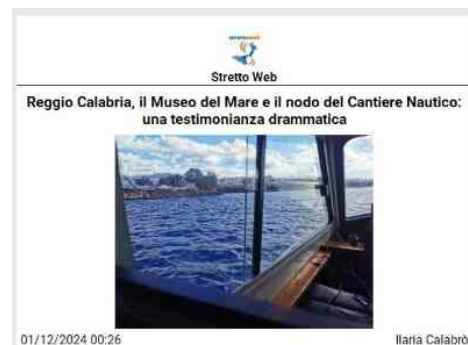 Stretto Web
Reggio Calabria, il Museo del Mare e il nodo del Cantiere Nautico:
una testimonianza drammatica
01/12/2024 00:26
Ilaria Calabrò